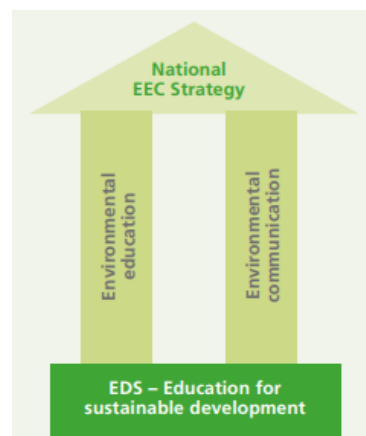 National
EEC Strategy
Environmental
education
Environmental
communication
EDS – Education for
sustainable development